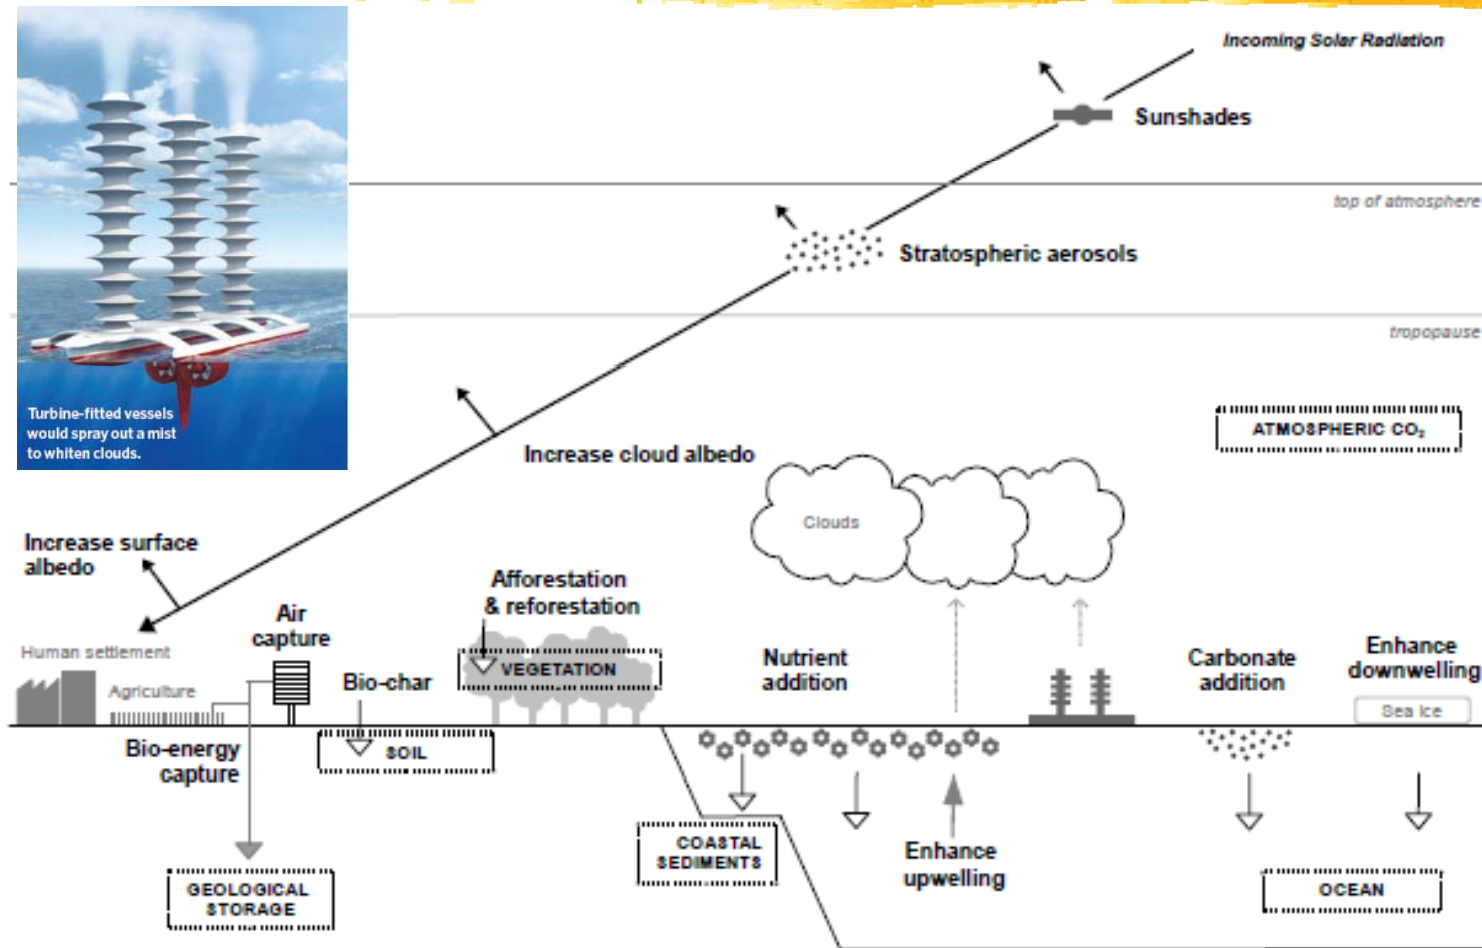 Incoming Solar Radiation
Sunshades
top of atmosphere
Stratospheric aerosols
tropopause
Turbine-fitted vessels
would spray out a mist
to whiten clouds.
ATMOSPHERIC CO₂
Increase cloud albedo
Clouds
Increase surface
albedo
Afforestation
& reforestation
Air
capture
Human settlement
Agriculture
Bio-char
VEGETATION
Nutrient
addition
Carbonate
addition
Enhance
downwelling
Sea Ice
Bio-energy
capture
SOIL
COASTAL
SEDIMENTS
Enhance
upwelling
GEOLOGICAL
STORAGE
OCEAN